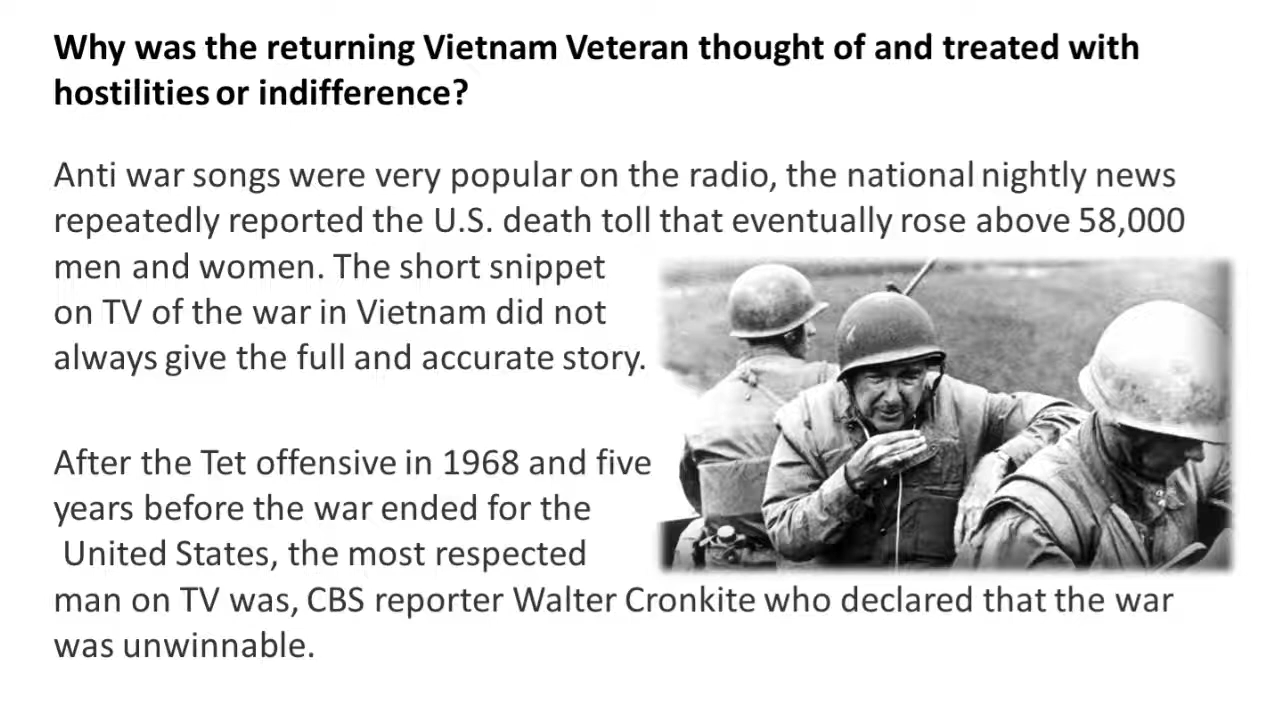 Why was the returning Vietnam Veteran thought of and treated with
hostilities or indifference?
Anti war songs were very popular on the radio, the national nightly news
repeatedly reported the U.S. death toll that eventually rose above 58,000
men and women. The short snippet
on TV of the war in Vietnam did not
always give the full and accurate story.
After the Tet offensive in 1968 and five
years before the war ended for the
United States, the most respected
man on TV was, CBS reporter Walter Cronkite who declared that the war
was unwinnable.